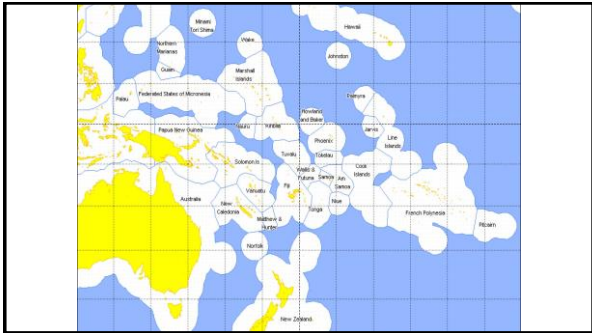 Minami
Tori Shima
Hawaii
Northern
Marianas
Wake
Johnston
Guam
Marshall
Islands
Palau
Federated States of Micronesia
Palmyra
Howland
and Baker
Papua New Guinea
Nauru
Kiribati
Jarvis
Line
Islands
Phoenix
Tuvalu
Tokelau
Solomon Is
Wallis &
Futuna
Samoa
Cook
Islands
Am
Samoa
Vanuatu
Fiji
Australia
New
Caledonia
Niue
Tonga
French Polynesia
Matthew &
Hunter
Pitcairn
Norfolk
New Zealand